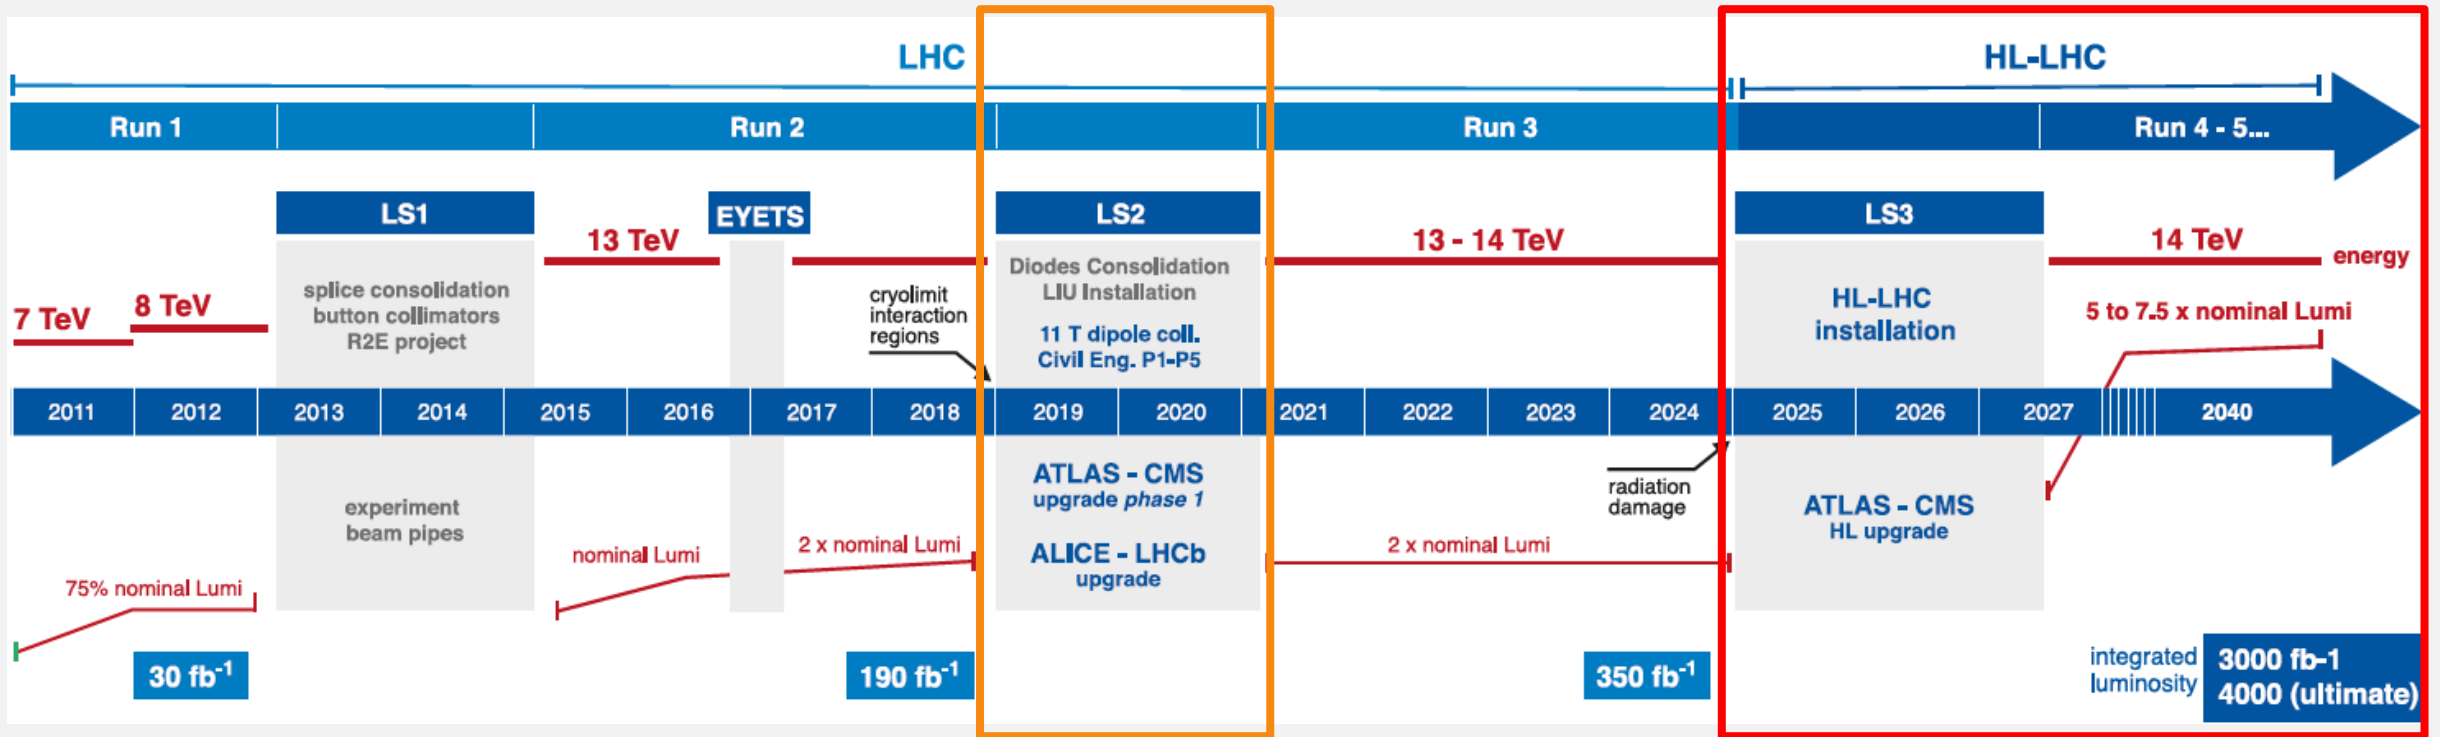 LHC
HL-LHC
Run 1
Run 2
Run 3
Run 4 - 5...
LS1
EYETS
LS2
LS3
13 TeV
13 - 14 TeV
14 TeV
energy
7 TeV
8 TeV
splice consolidation
button collimators
R2E project
cryolimit
interaction
regions
Diodes Consolidation
LIU Installation
11 T dipole coll.
Civil Eng. P1-P5
HL-LHC
installation
5 to 7.5 x nominal Lumi
2011
2012
2013
2014
2015
2016
2017
2018
2019
2020
2021
2022
2023
2024
2025
2026
2027
2040
experiment
beam pipes
ATLAS - CMS
upgrade phase 1
ALICE - LHCb
upgrade
radiation
damage
ATLAS - CMS
HL upgrade
75% nominal Lumi
nominal Lumi
2 x nominal Lumi
2 x nominal Lumi
30 fb⁻¹
190 fb⁻¹
350 fb⁻¹
integrated
luminosity
3000 fb-1
4000 (ultimate)